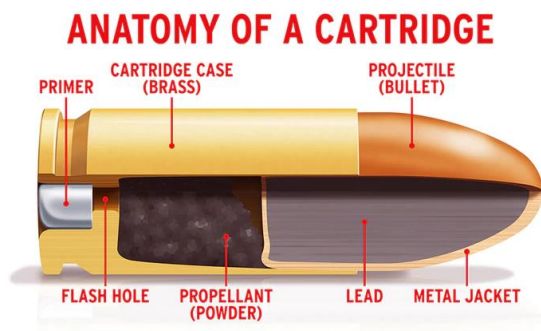 ANATOMY OF A CARTRIDGE
PRIMER
CARTRIDGE CASE
(BRASS)
PROJECTILE
(BULLET)
FLASH HOLE
PROPELLANT
(POWDER)
LEAD
METAL JACKET